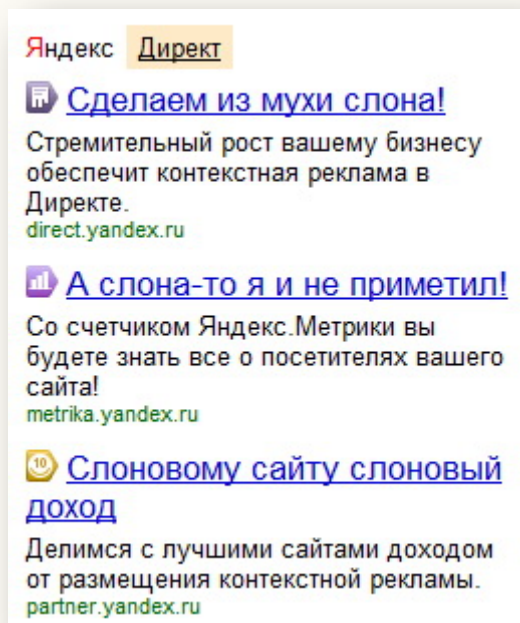 Яндекс Директ
Сделаем из мухи слона!
Стремительный рост вашему бизнесу
обеспечит контекстная реклама в
Директе.
direct.yandex.ru
А слона-то я и не приметил!
Со счетчиком Яндекс.Метрики вы
будете знать все о посетителях вашего
сайта!
metrika.yandex.ru
10
Слоновому сайту слоновый
доход
Делимся с лучшими сайтами доходом
от размещения контекстной рекламы.
partner.yandex.ru